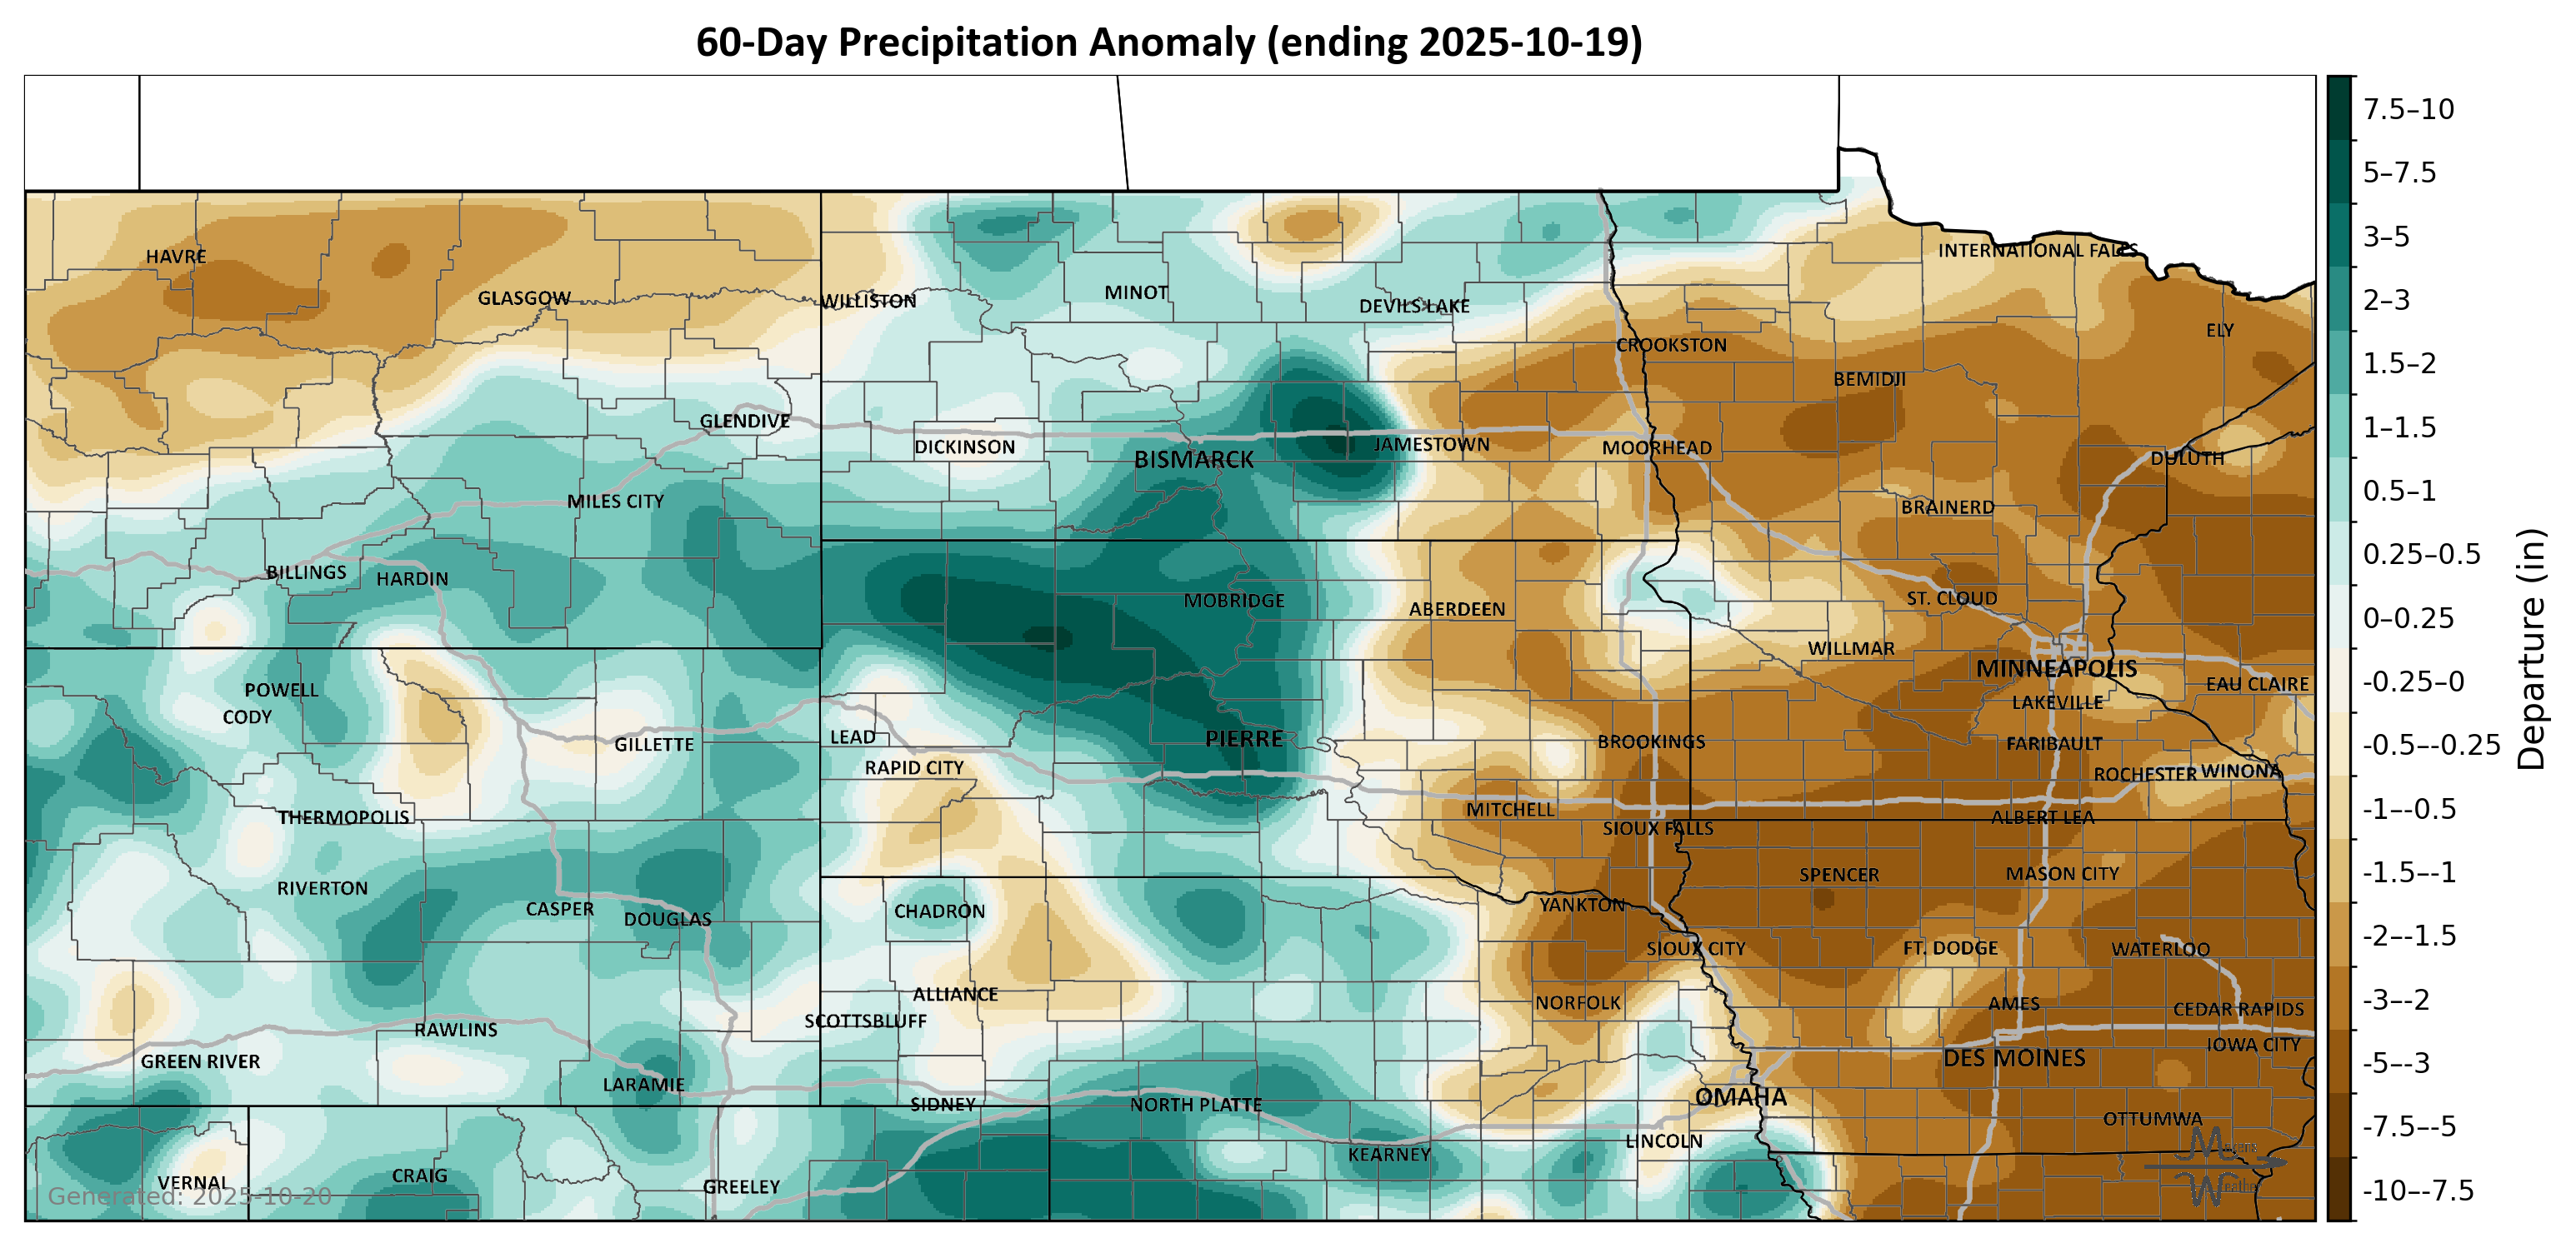 60-Day Precipitation Anomaly (ending 2025-10-19)
7.5–10
5–7.5
3–5
2–3
1.5–2
1–1.5
0.5–1
0.25–0.5
0–0.25
-0.25–0
-0.5–-0.25
-1–-0.5
-1.5–-1
-2–-1.5
-3–-2
-5–-3
-7.5–-5
-10–-7.5
Departure (in)
HAVRE
INTERNATIONAL FALLS
GLASGOW
WILLISTON
MINOT
DEVILS LAKE
ELY
CROOKSTON
BEMIDJI
GLENDIVE
DICKINSON
BISMARCK
JAMESTOWN
MOORHEAD
DULUTH
MILES CITY
BRAINERD
BILLINGS
HARDIN
MOBRIDGE
ABERDEEN
ST. CLOUD
WILLMAR
MINNEAPOLIS
POWELL
EAU CLAIRE
CODY
LAKEVILLE
GILLETTE
LEAD
PIERRE
BROOKINGS
FARIBAULT
RAPID CITY
ROCHESTER
WINONA
THERMOPOLIS
MITCHELL
ALBERT LEA
SIOUX FALLS
RIVERTON
SPENCER
MASON CITY
CASPER
DOUGLAS
CHADRON
YANKTON
SIOUX CITY
FT. DODGE
WATERLOO
ALLIANCE
NORFOLK
AMES
CEDAR RAPIDS
SCOTTSBLUFF
RAWLINS
GREEN RIVER
DES MOINES
IOWA CITY
LARAMIE
SIDNEY
NORTH PLATTE
OMAHA
OTTUMWA
LINCOLN
KEARNEY
VERNAL
CRAIG
GREELEY
Generated: 2025-10-20